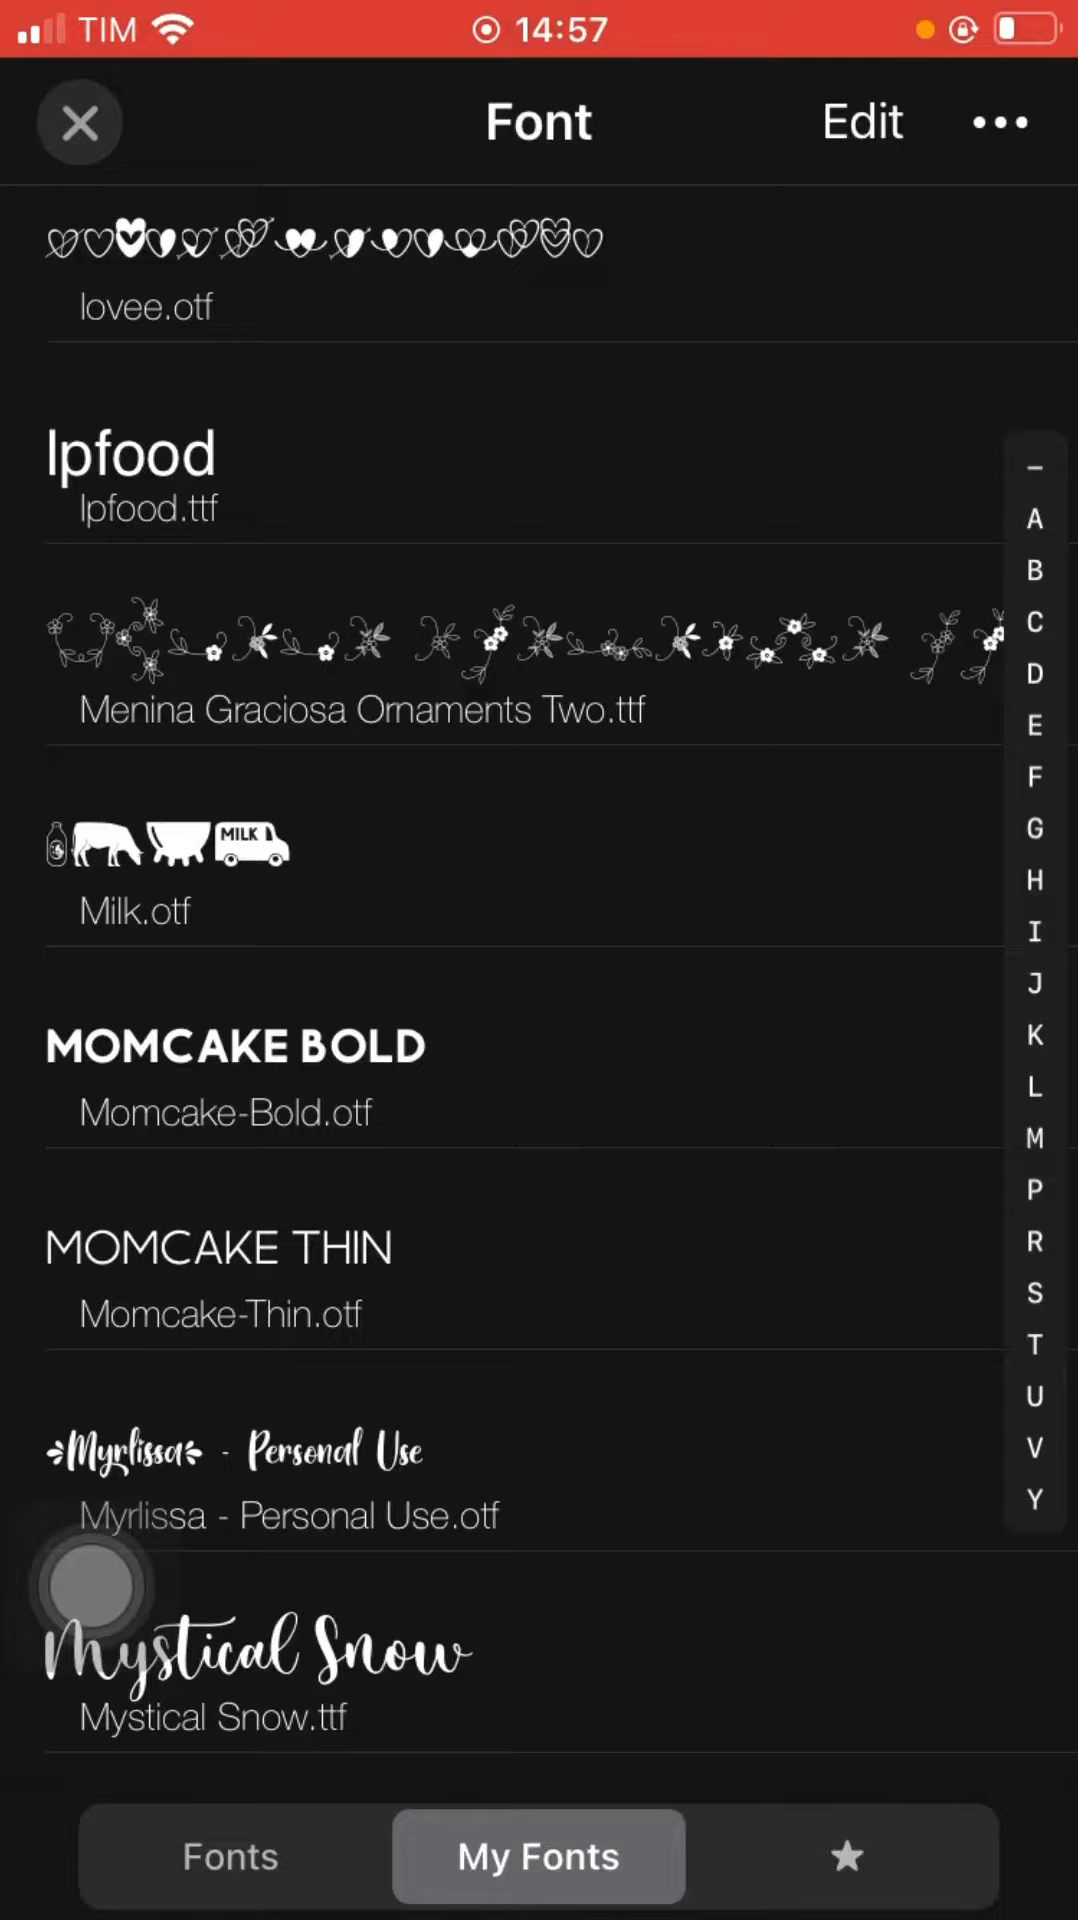 TIM 14:57
Font Edit •••
lovee.otf
lpfood
lpfood.ttf
Menina Graciosa Ornaments Two.ttf
MILK
Milk.otf
MOMCAKE BOLD
Momcake-Bold.otf
MOMCAKE THIN
Momcake-Thin.otf
Myrlissa - Personal Use
Myrlissa - Personal Use.otf
Mystical Snow
Mystical Snow.ttf
–
A
B
C
D
E
F
G
H
I
J
K
L
M
P
R
S
T
U
V
Y
Fonts My Fonts